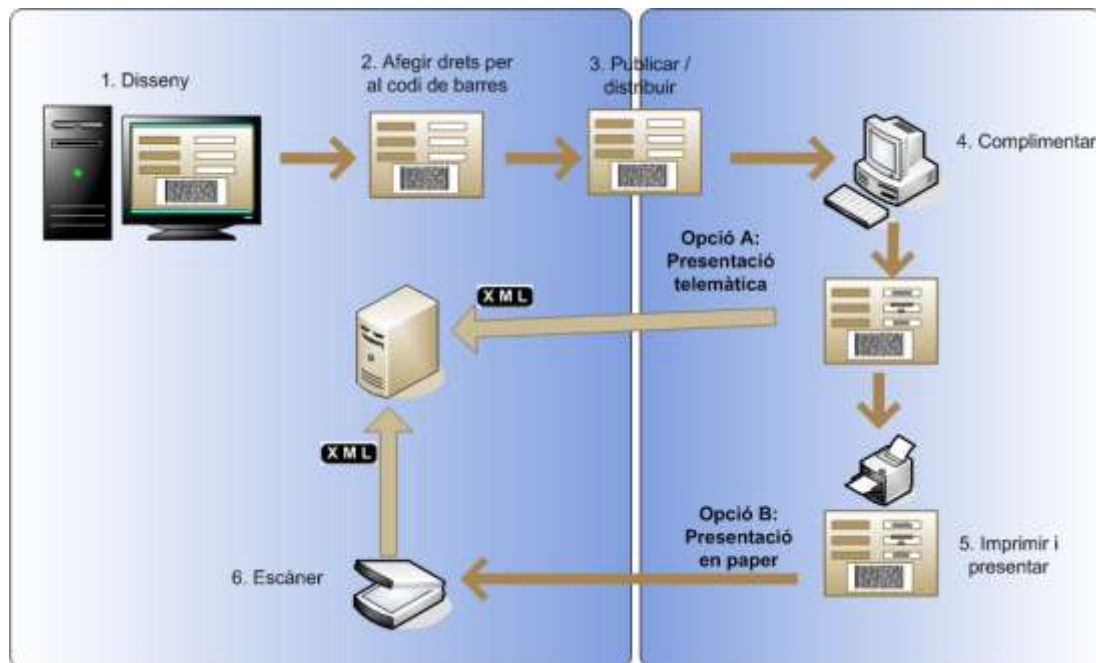 1. Disseny
2. Afegir drets per
al codi de barres
3. Publicar /
distribuir
4. Complimentar
Opció A:
Presentació
telemàtica
XML
XML
Opció B:
Presentació
en paper
5. Imprimir i
presentar
6. Escàner